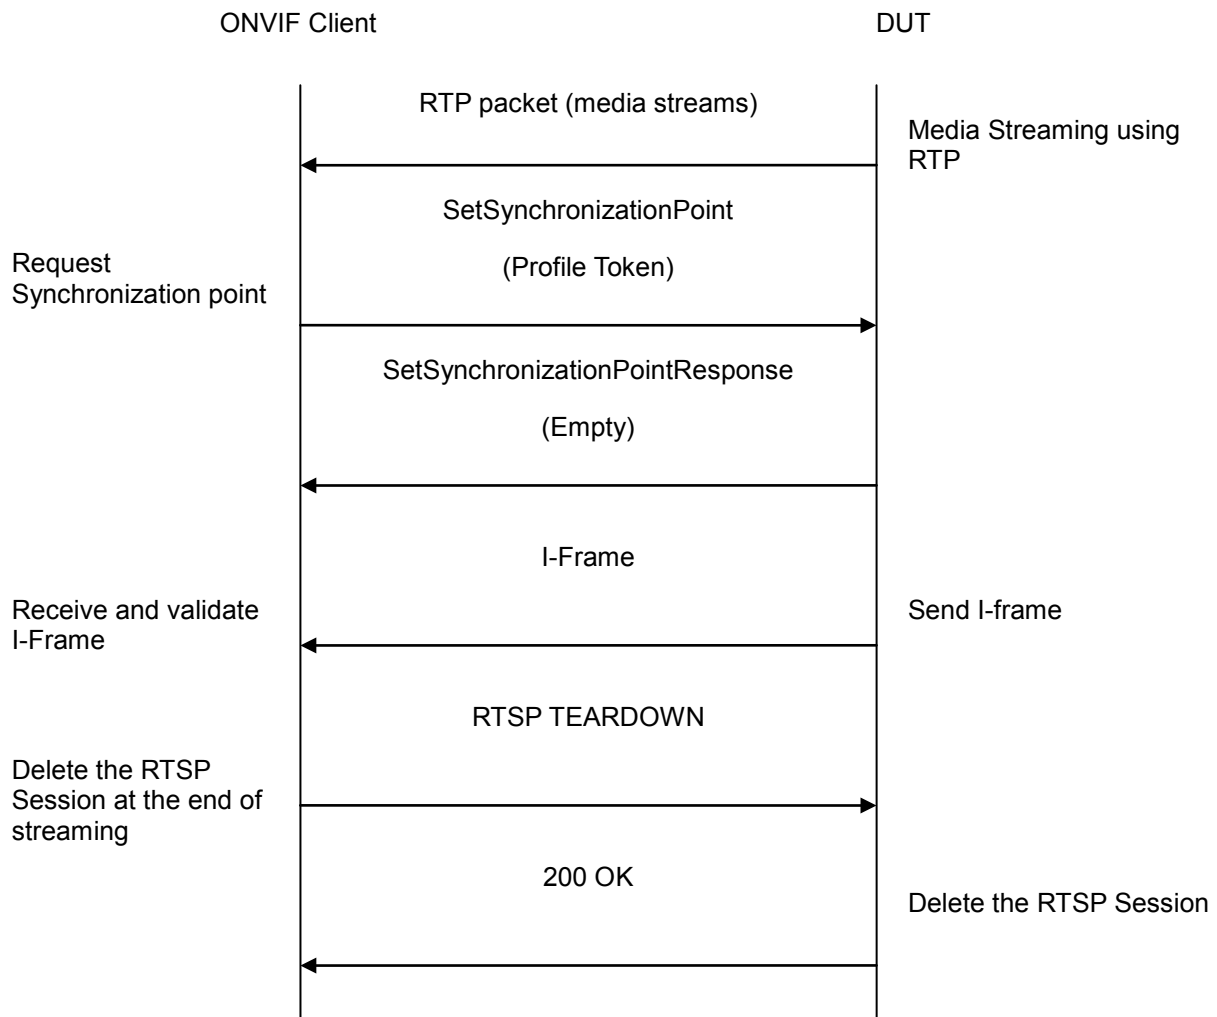 ONVIF Client
DUT
RTP packet (media streams)
Media Streaming using
RTP
SetSynchronizationPoint
(Profile Token)
Request
Synchronization point
SetSynchronizationPointResponse
(Empty)
I-Frame
Receive and validate
I-Frame
Send I-frame
RTSP TEARDOWN
Delete the RTSP
Session at the end of
streaming
200 OK
Delete the RTSP Session